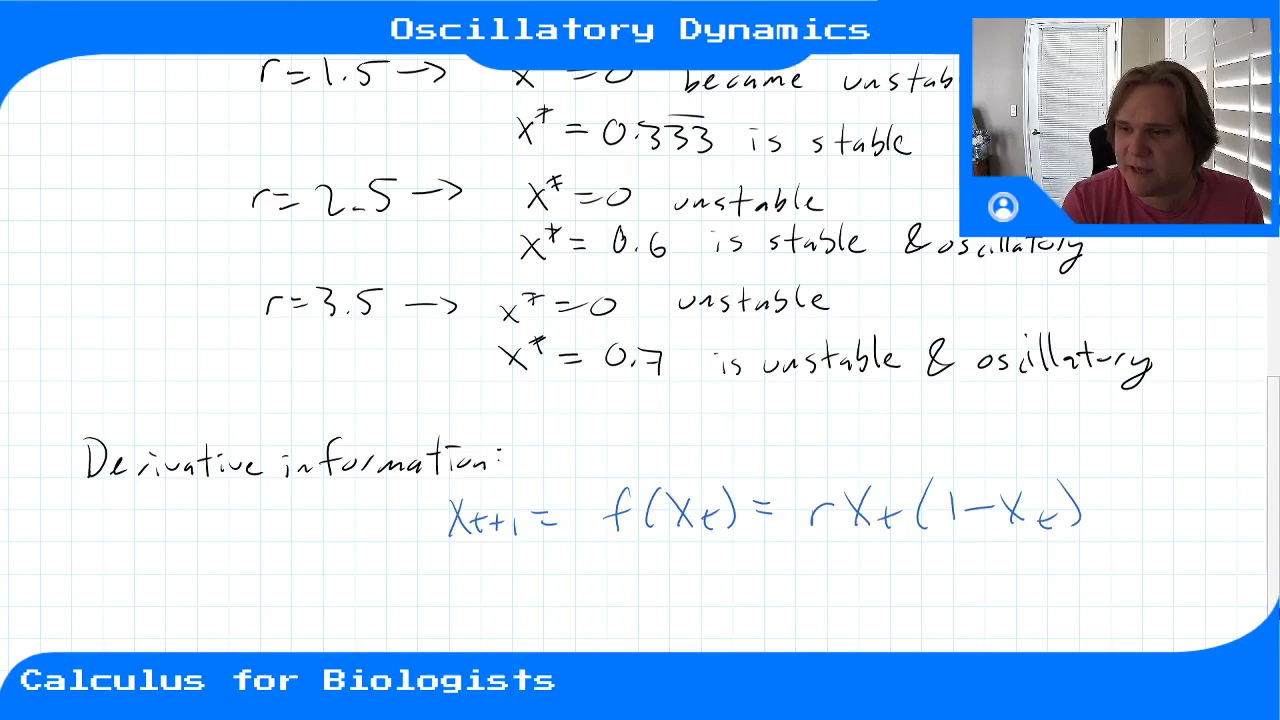 Oscillatory Dynamics
r=1.5 → x =0 became unstab
x* = 0.333 is stable
r=2.5 → x*=0 unstable
x* = 0.6 is stable & oscillatory
r=3.5 → x*=0 unstable
x* = 0.7 is unstable & oscillatory
Derivative information:
xₜ₊₁ = f(xₜ) = rxₜ(1-xₜ)
Calculus for Biologists